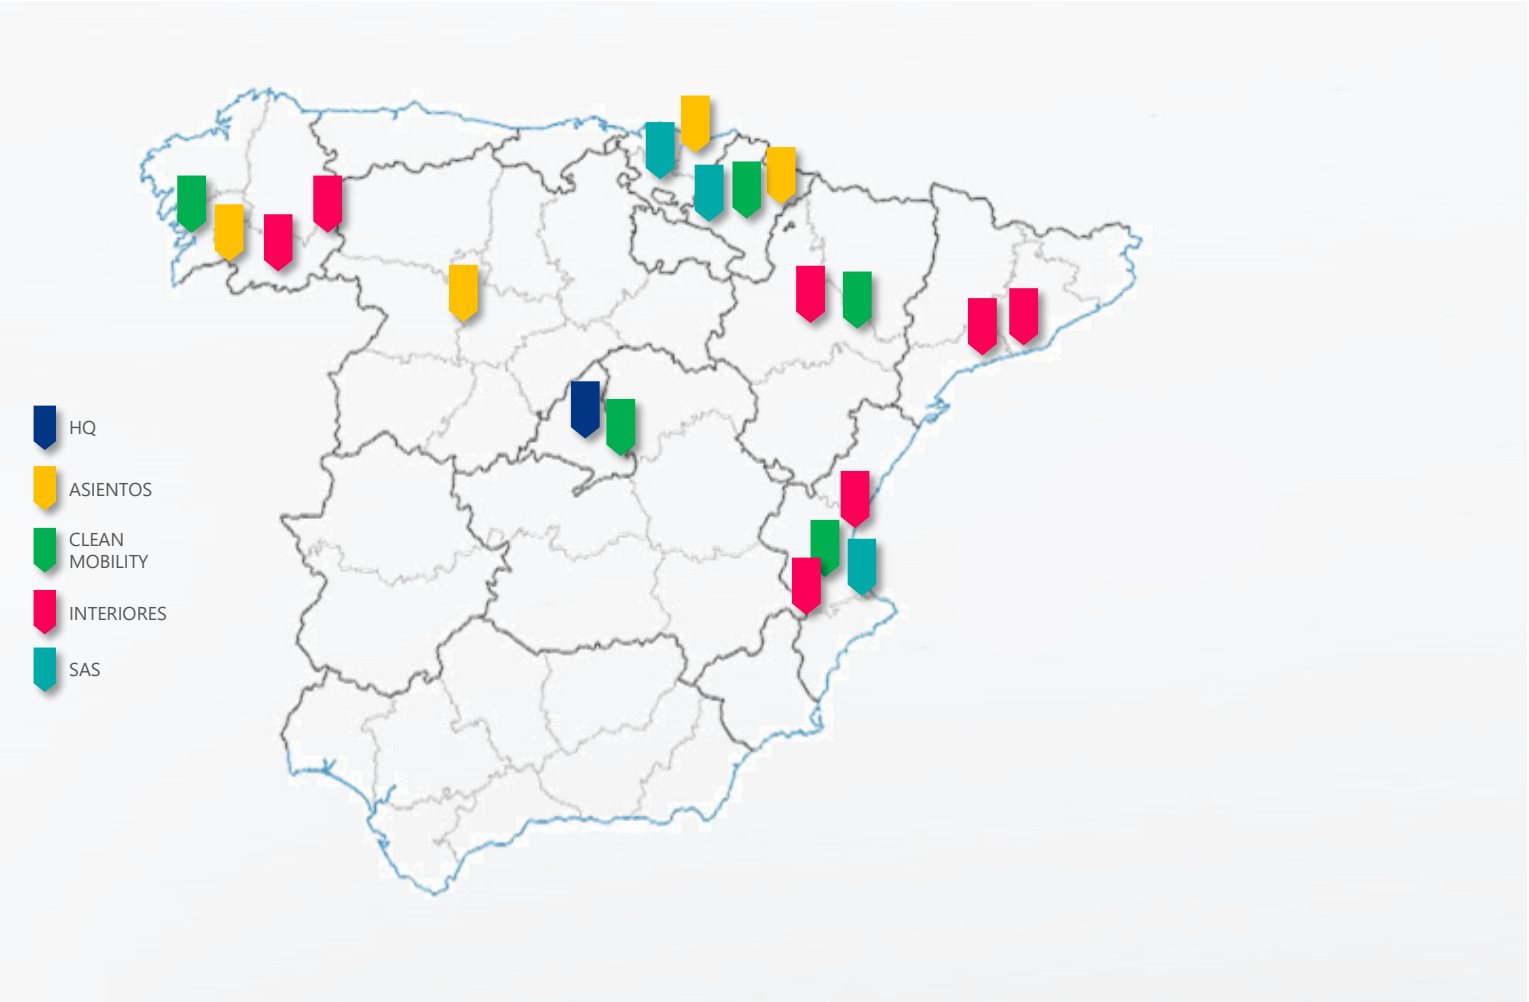 HQ
ASIENTOS
CLEAN
MOBILITY
INTERIORES
SAS